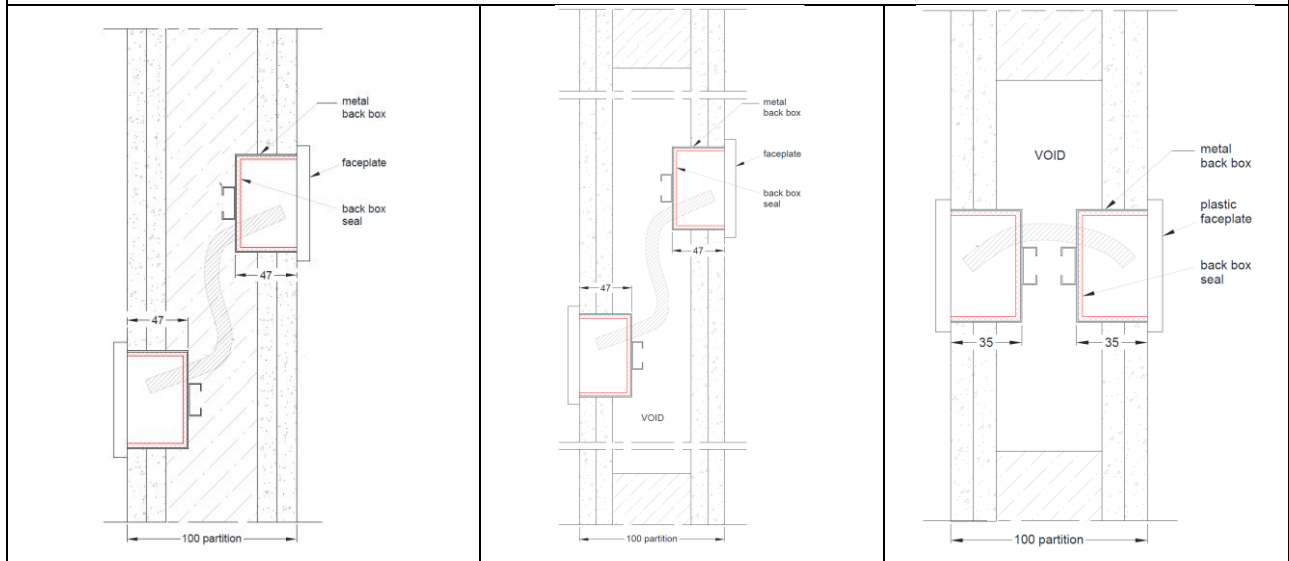 metal
back box
faceplate
back box
seal
47
47
100 partition
metal
back box
faceplate
back box
seal
47
47
VOID
100 partition
VOID
metal
back box
plastic
faceplate
back box
seal
35
35
100 partition